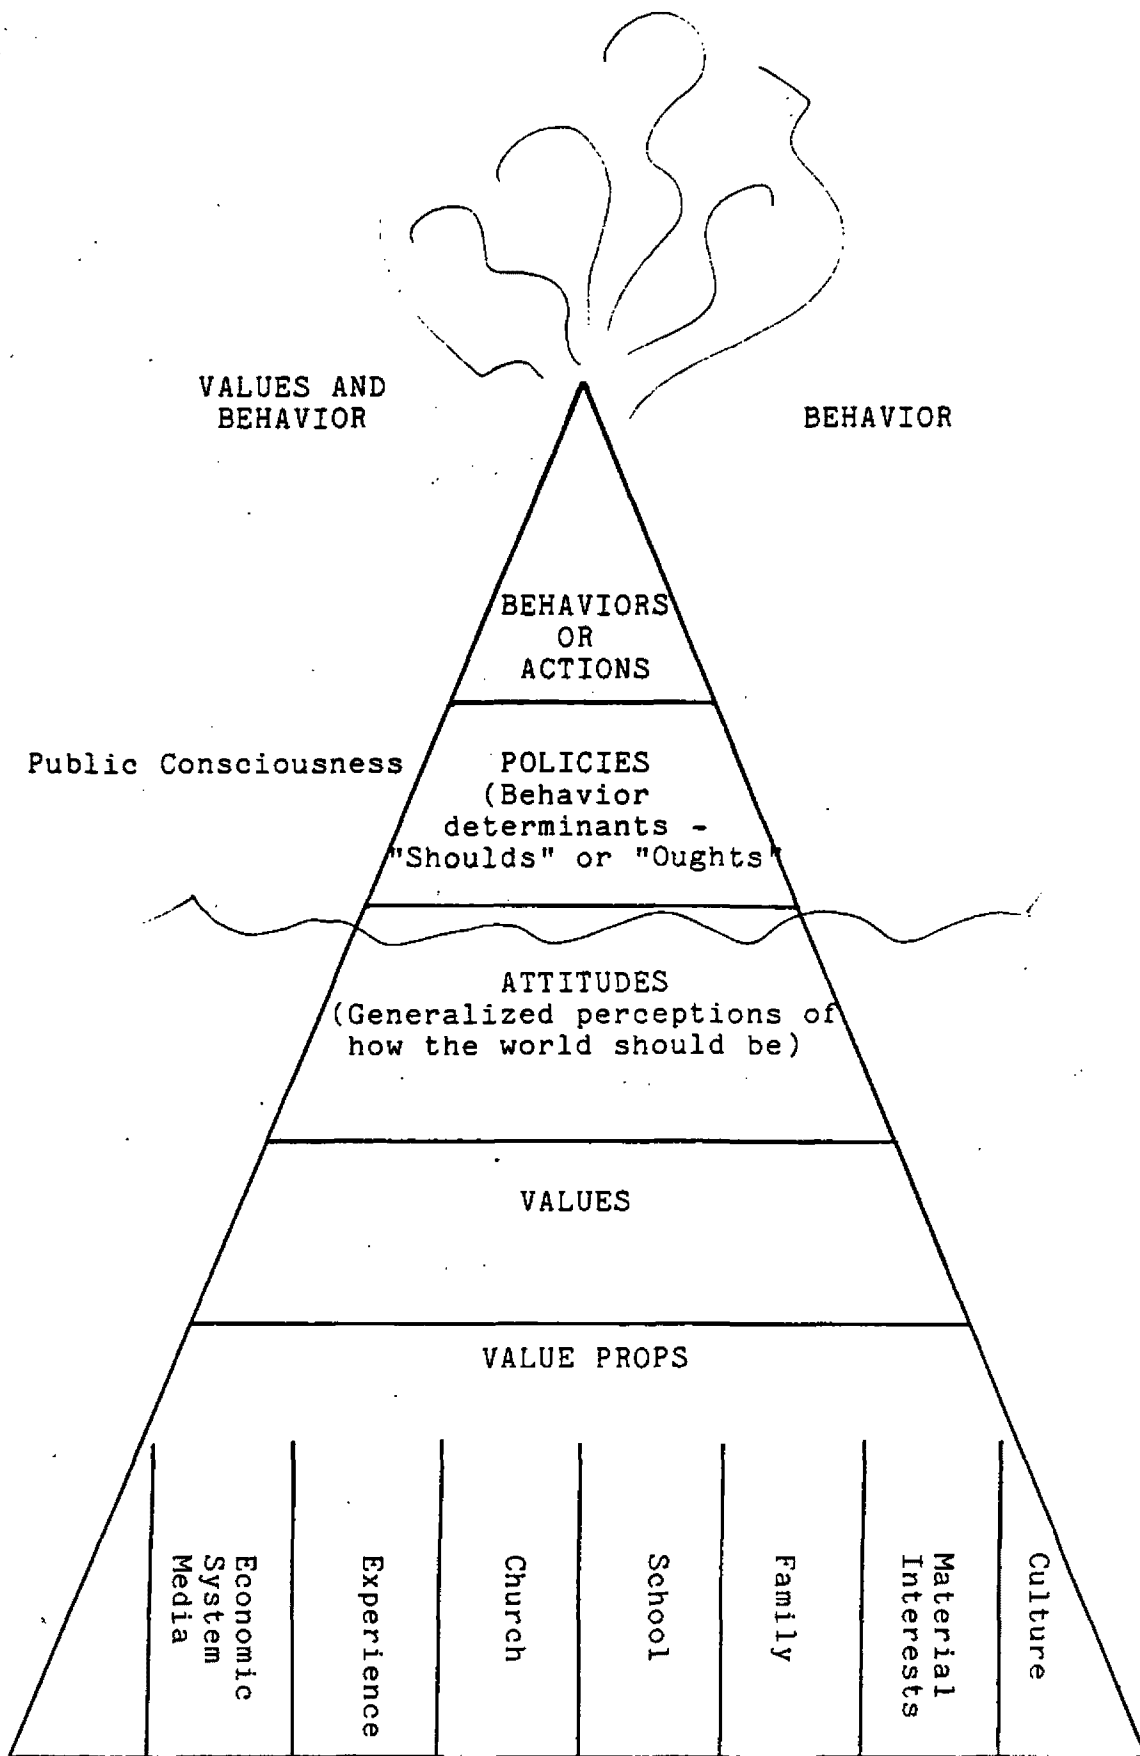 VALUES AND
BEHAVIOR
BEHAVIOR
BEHAVIORS
OR
ACTIONS
Public Consciousness
POLICIES
(Behavior
determinants -
"Shoulds" or "Oughts"
ATTITUDES
(Generalized perceptions of
how the world should be)
VALUES
VALUE PROPS
Economic
System
Media
Experience
Church
School
Family
Material
Interests
Culture